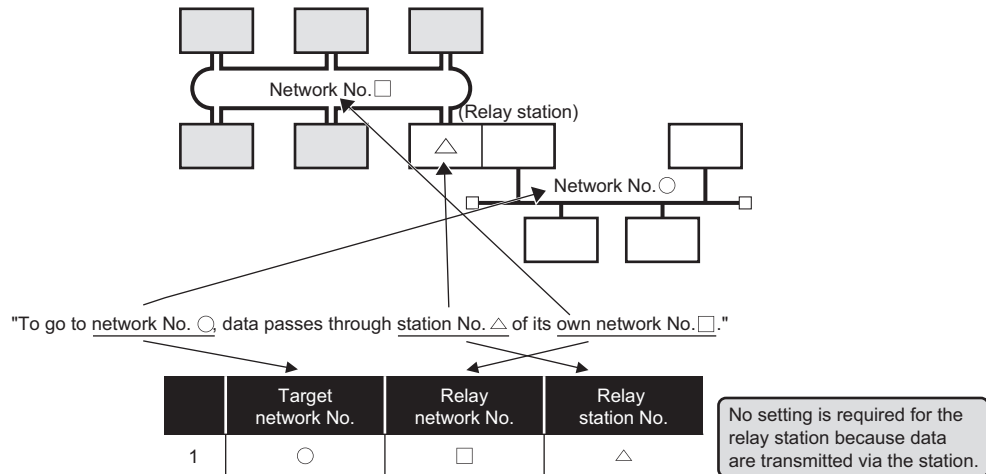 Network No.□
(Relay station)
△
Network No.○
"To go to network No. ○, data passes through station No. △ of its own network No.□."
Target network No.
Relay network No.
Relay station No.
1 ○ □ △
No setting is required for the
relay station because data
are transmitted via the station.